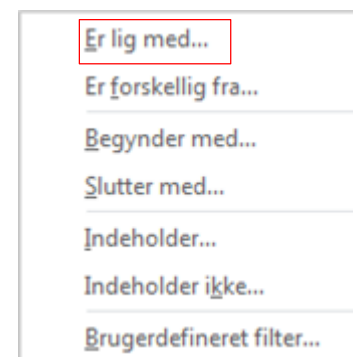 Er lig med...
Er forskellig fra...
Begynder med...
Slutter med...
Indeholder...
Indeholder ikke...
Brugerdefineret filter...